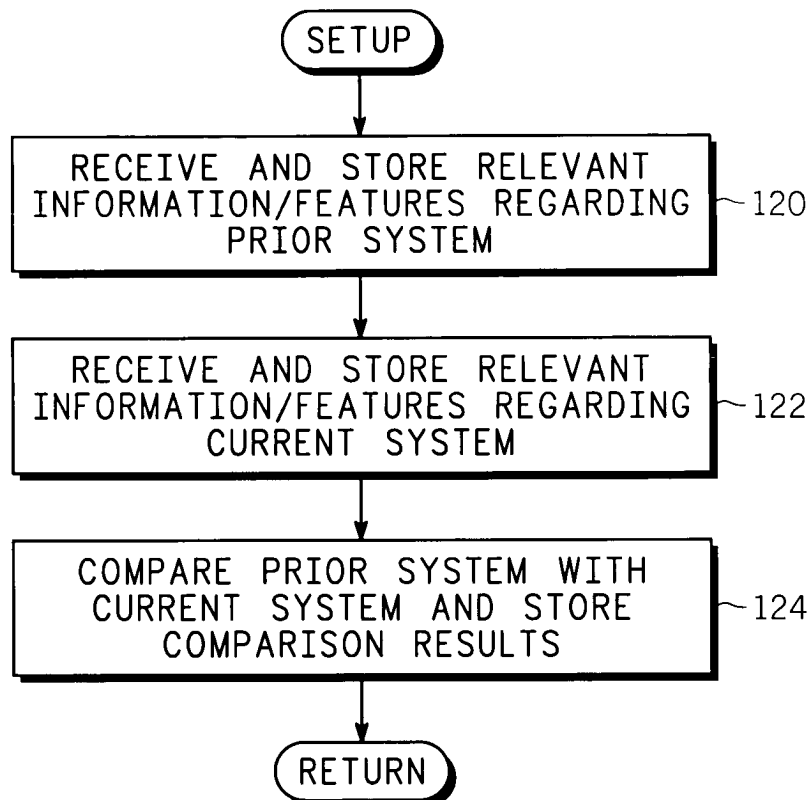 SETUP
RECEIVE AND STORE RELEVANT
INFORMATION/FEATURES REGARDING
PRIOR SYSTEM
120
RECEIVE AND STORE RELEVANT
INFORMATION/FEATURES REGARDING
CURRENT SYSTEM
122
COMPARE PRIOR SYSTEM WITH
CURRENT SYSTEM AND STORE
COMPARISON RESULTS
124
RETURN